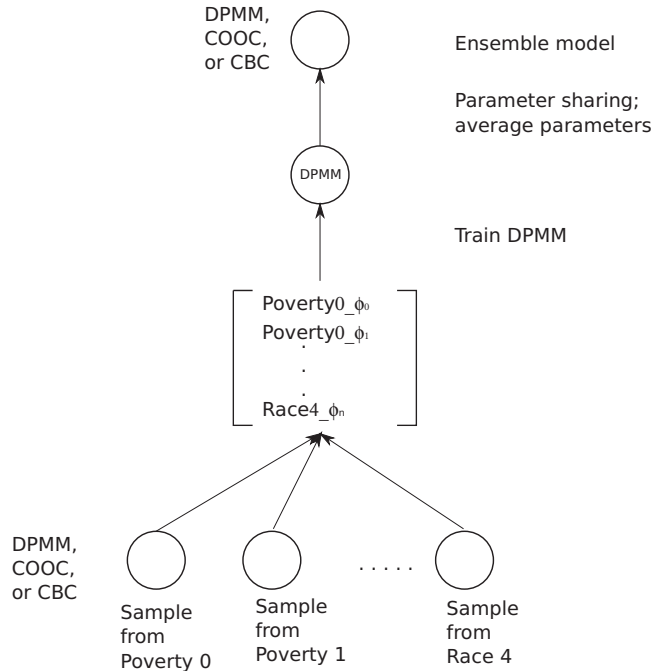 DPMM,
COOC,
or CBC
Ensemble model
Parameter sharing;
average parameters
DPMM
Train DPMM
Poverty0_ϕ₀
Poverty0_ϕ₁
.
.
.
Race4_ϕₙ
DPMM,
COOC,
or CBC
. . . . .
Sample
from
Poverty 0
Sample
from
Poverty 1
Sample
from
Race 4